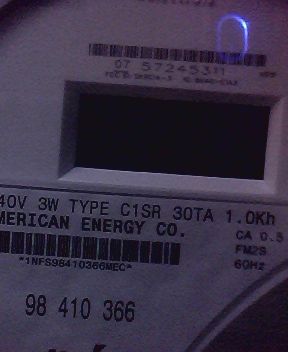 07 57245311
40V 3W TYPE C1SR 30TA 1.0Kh
MERICAN ENERGY CO.
CA 0.5
FM2S
60Hz
*1NFS98410366MEC*
98 410 366